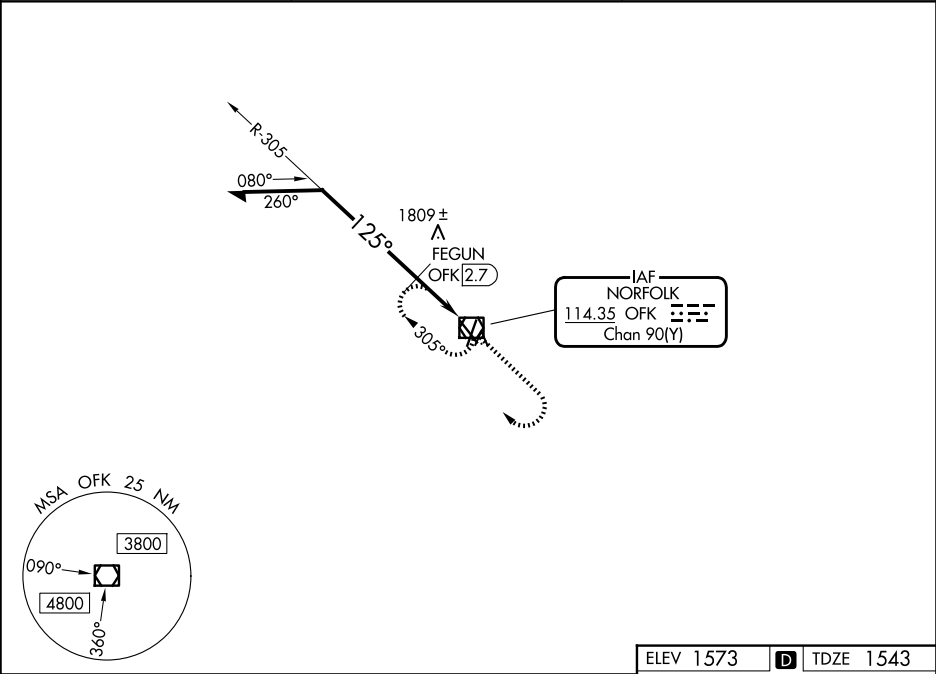 R-305
080°
260°
125°
1809 ±
FEGUN
OFK 2.7
IAF
NORFOLK
114.35 OFK
Chan 90(Y)
305°
MSA OFK 25 NM
3800
090°
4800
360°
ELEV 1573 D TDZE 1543